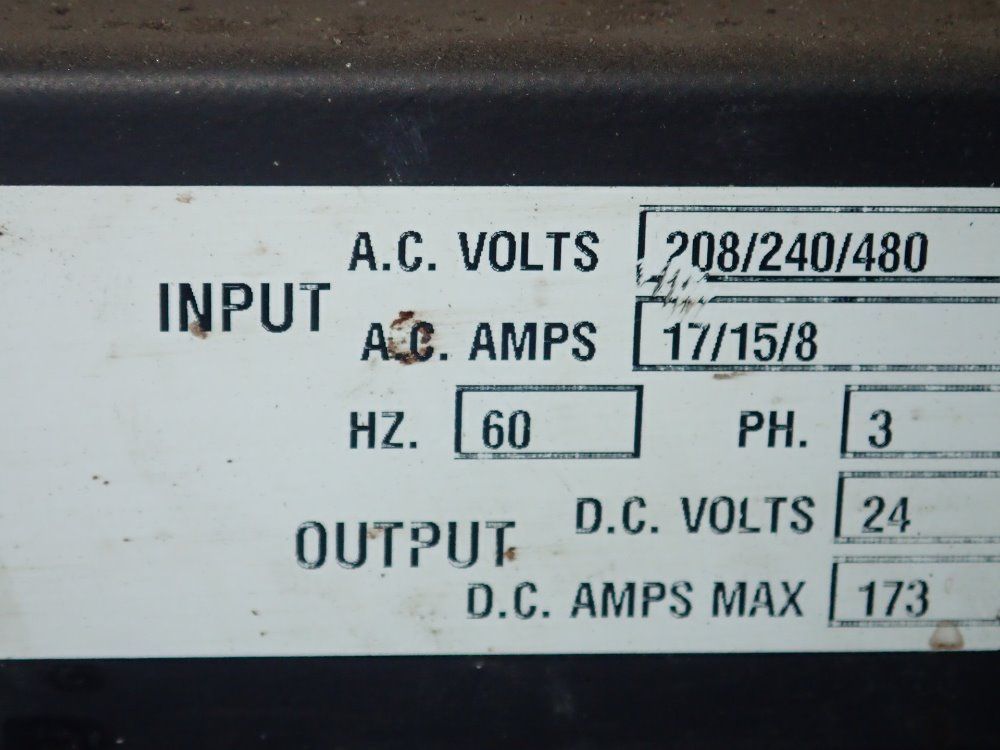 A.C. VOLTS 208/240/480
INPUT
A.C. AMPS 17/15/8
HZ. 60 PH. 3
D.C. VOLTS 24
OUTPUT
D.C. AMPS MAX 173